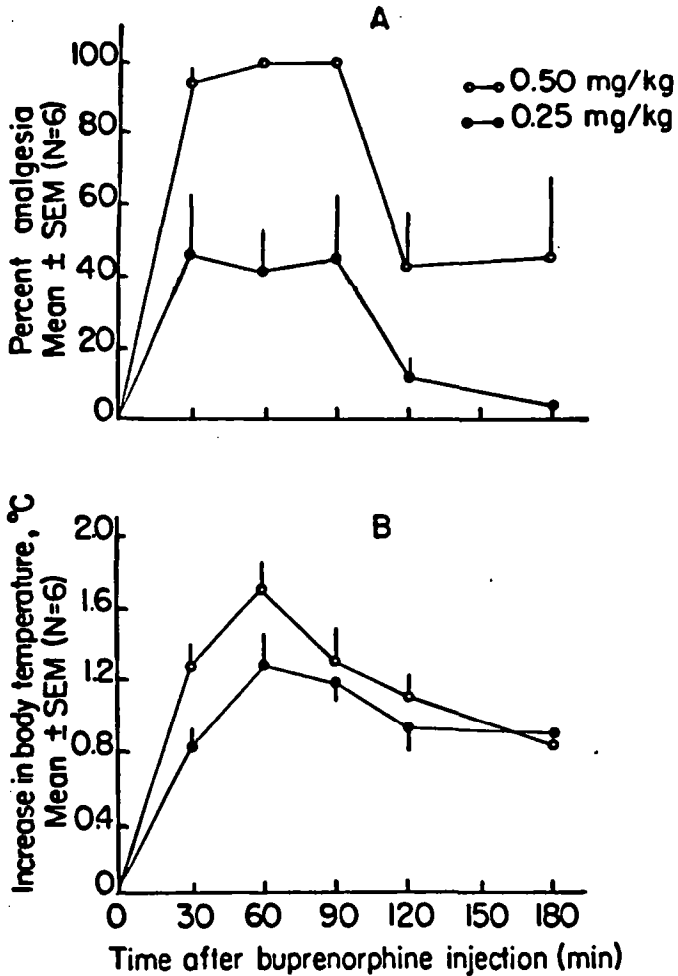 A
100
80
60
40
20
0
Percent analgesia
Mean ± SEM (N=6)
0.50 mg/kg
0.25 mg/kg
B
2.0
1.6
1.2
0.8
0.4
0
Increase in body temperature, °C
Mean ± SEM (N=6)
0 30 60 90 120 150 180
Time after buprenorphine injection (min)